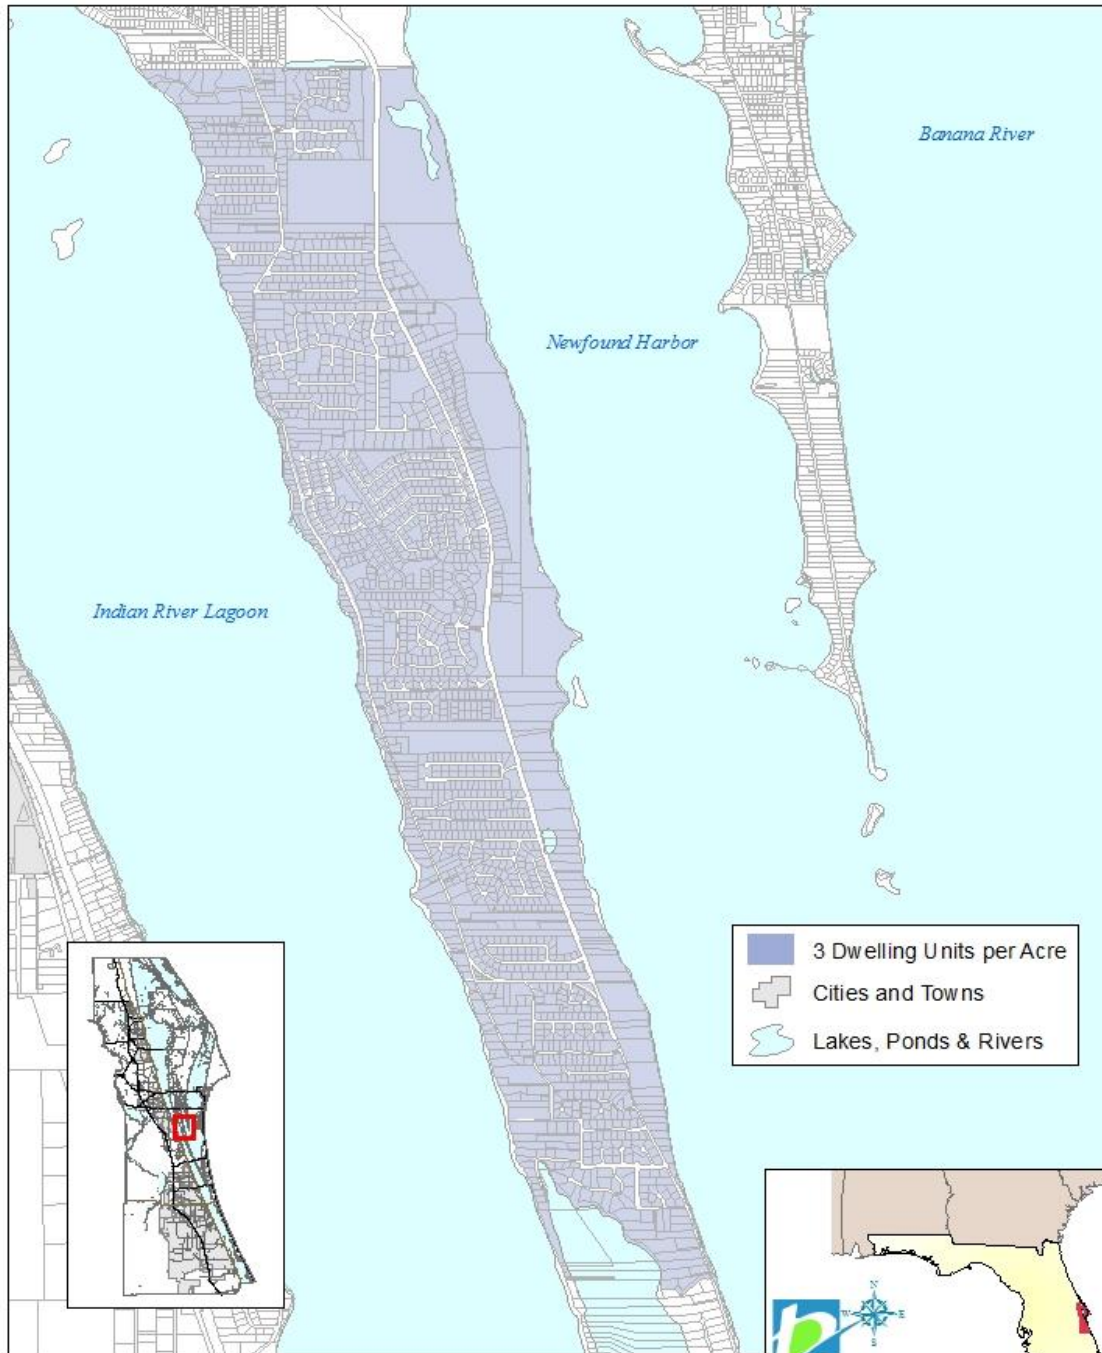 Banana River
Newfound Harbor
Indian River Lagoon
3 Dwelling Units per Acre
Cities and Towns
Lakes, Ponds & Rivers
N
W E
S